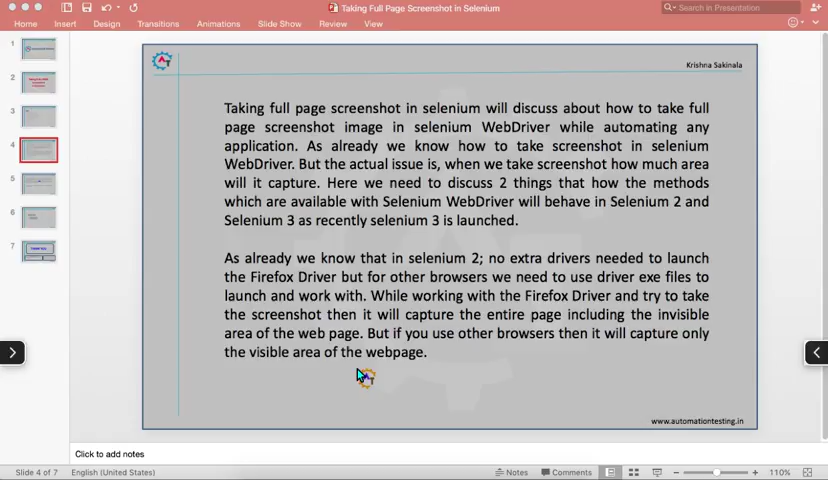 Taking Full Page Screenshot in Selenium
Search in Presentation
Home Insert Design Transitions Animations Slide Show Review View
1
2
3
4
5
6
7
Krishna Sakinala
Taking full page screenshot in selenium will discuss about how to take full
page screenshot image in selenium WebDriver while automating any
application. As already we know how to take screenshot in selenium
WebDriver. But the actual issue is, when we take screenshot how much area
will it capture. Here we need to discuss 2 things that how the methods
which are available with Selenium WebDriver will behave in Selenium 2 and
Selenium 3 as recently selenium 3 is launched.
As already we know that in selenium 2; no extra drivers needed to launch
the Firefox Driver but for other browsers we need to use driver exe files to
launch and work with. While working with the Firefox Driver and try to take
the screenshot then it will capture the entire page including the invisible
area of the web page. But if you use other browsers then it will capture only
the visible area of the webpage.
www.automationtesting.in
Click to add notes
Slide 4 of 7 English (United States) Notes Comments 110%